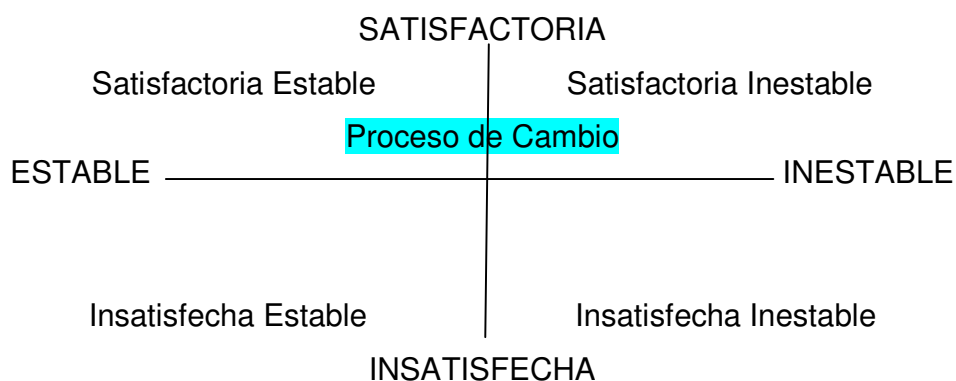 SATISFACTORIA
Satisfactoria Estable
Satisfactoria Inestable
Proceso de Cambio
ESTABLE
INESTABLE
Insatisfecha Estable
Insatisfecha Inestable
INSATISFECHA